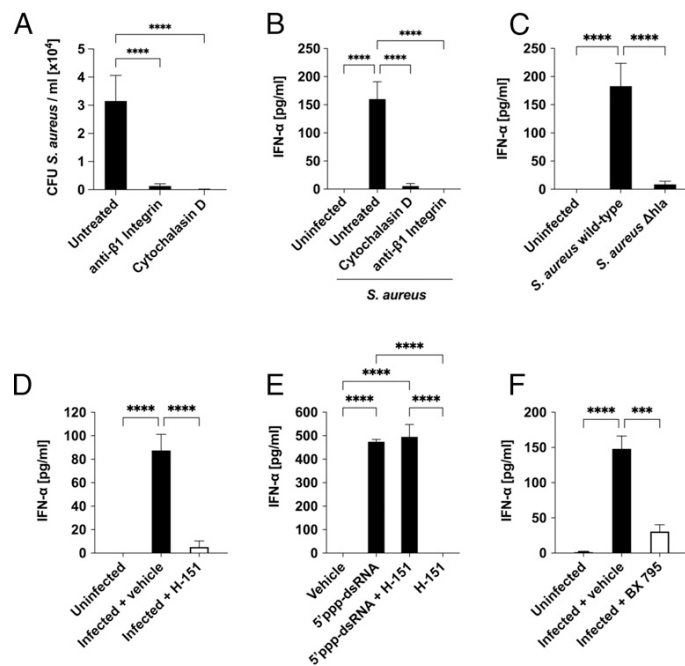 A
CFU S. aureus / ml [x10⁴]
5
4
3
2
1
0
****
****
Untreated
anti-β1 Integrin
Cytochalasin D
B
IFN-α [pg/ml]
250
200
150
100
50
0
****
**** ****
Uninfected
Untreated
Cytochalasin D
anti-β1 Integrin
S. aureus
C
IFN-α [pg/ml]
250
200
150
100
50
0
**** ****
Uninfected
S. aureus wild-type
S. aureus Δhla
D
IFN-α [pg/ml]
120
100
80
60
40
20
0
**** ****
Uninfected
Infected + vehicle
Infected + H-151
E
IFN-α [pg/ml]
600
500
400
300
200
100
0
****
****
**** ****
Vehicle
5'ppp-dsRNA
5'ppp-dsRNA + H-151
H-151
F
IFN-α [pg/ml]
200
150
100
50
0
**** ***
Uninfected
Infected + vehicle
Infected + BX 795